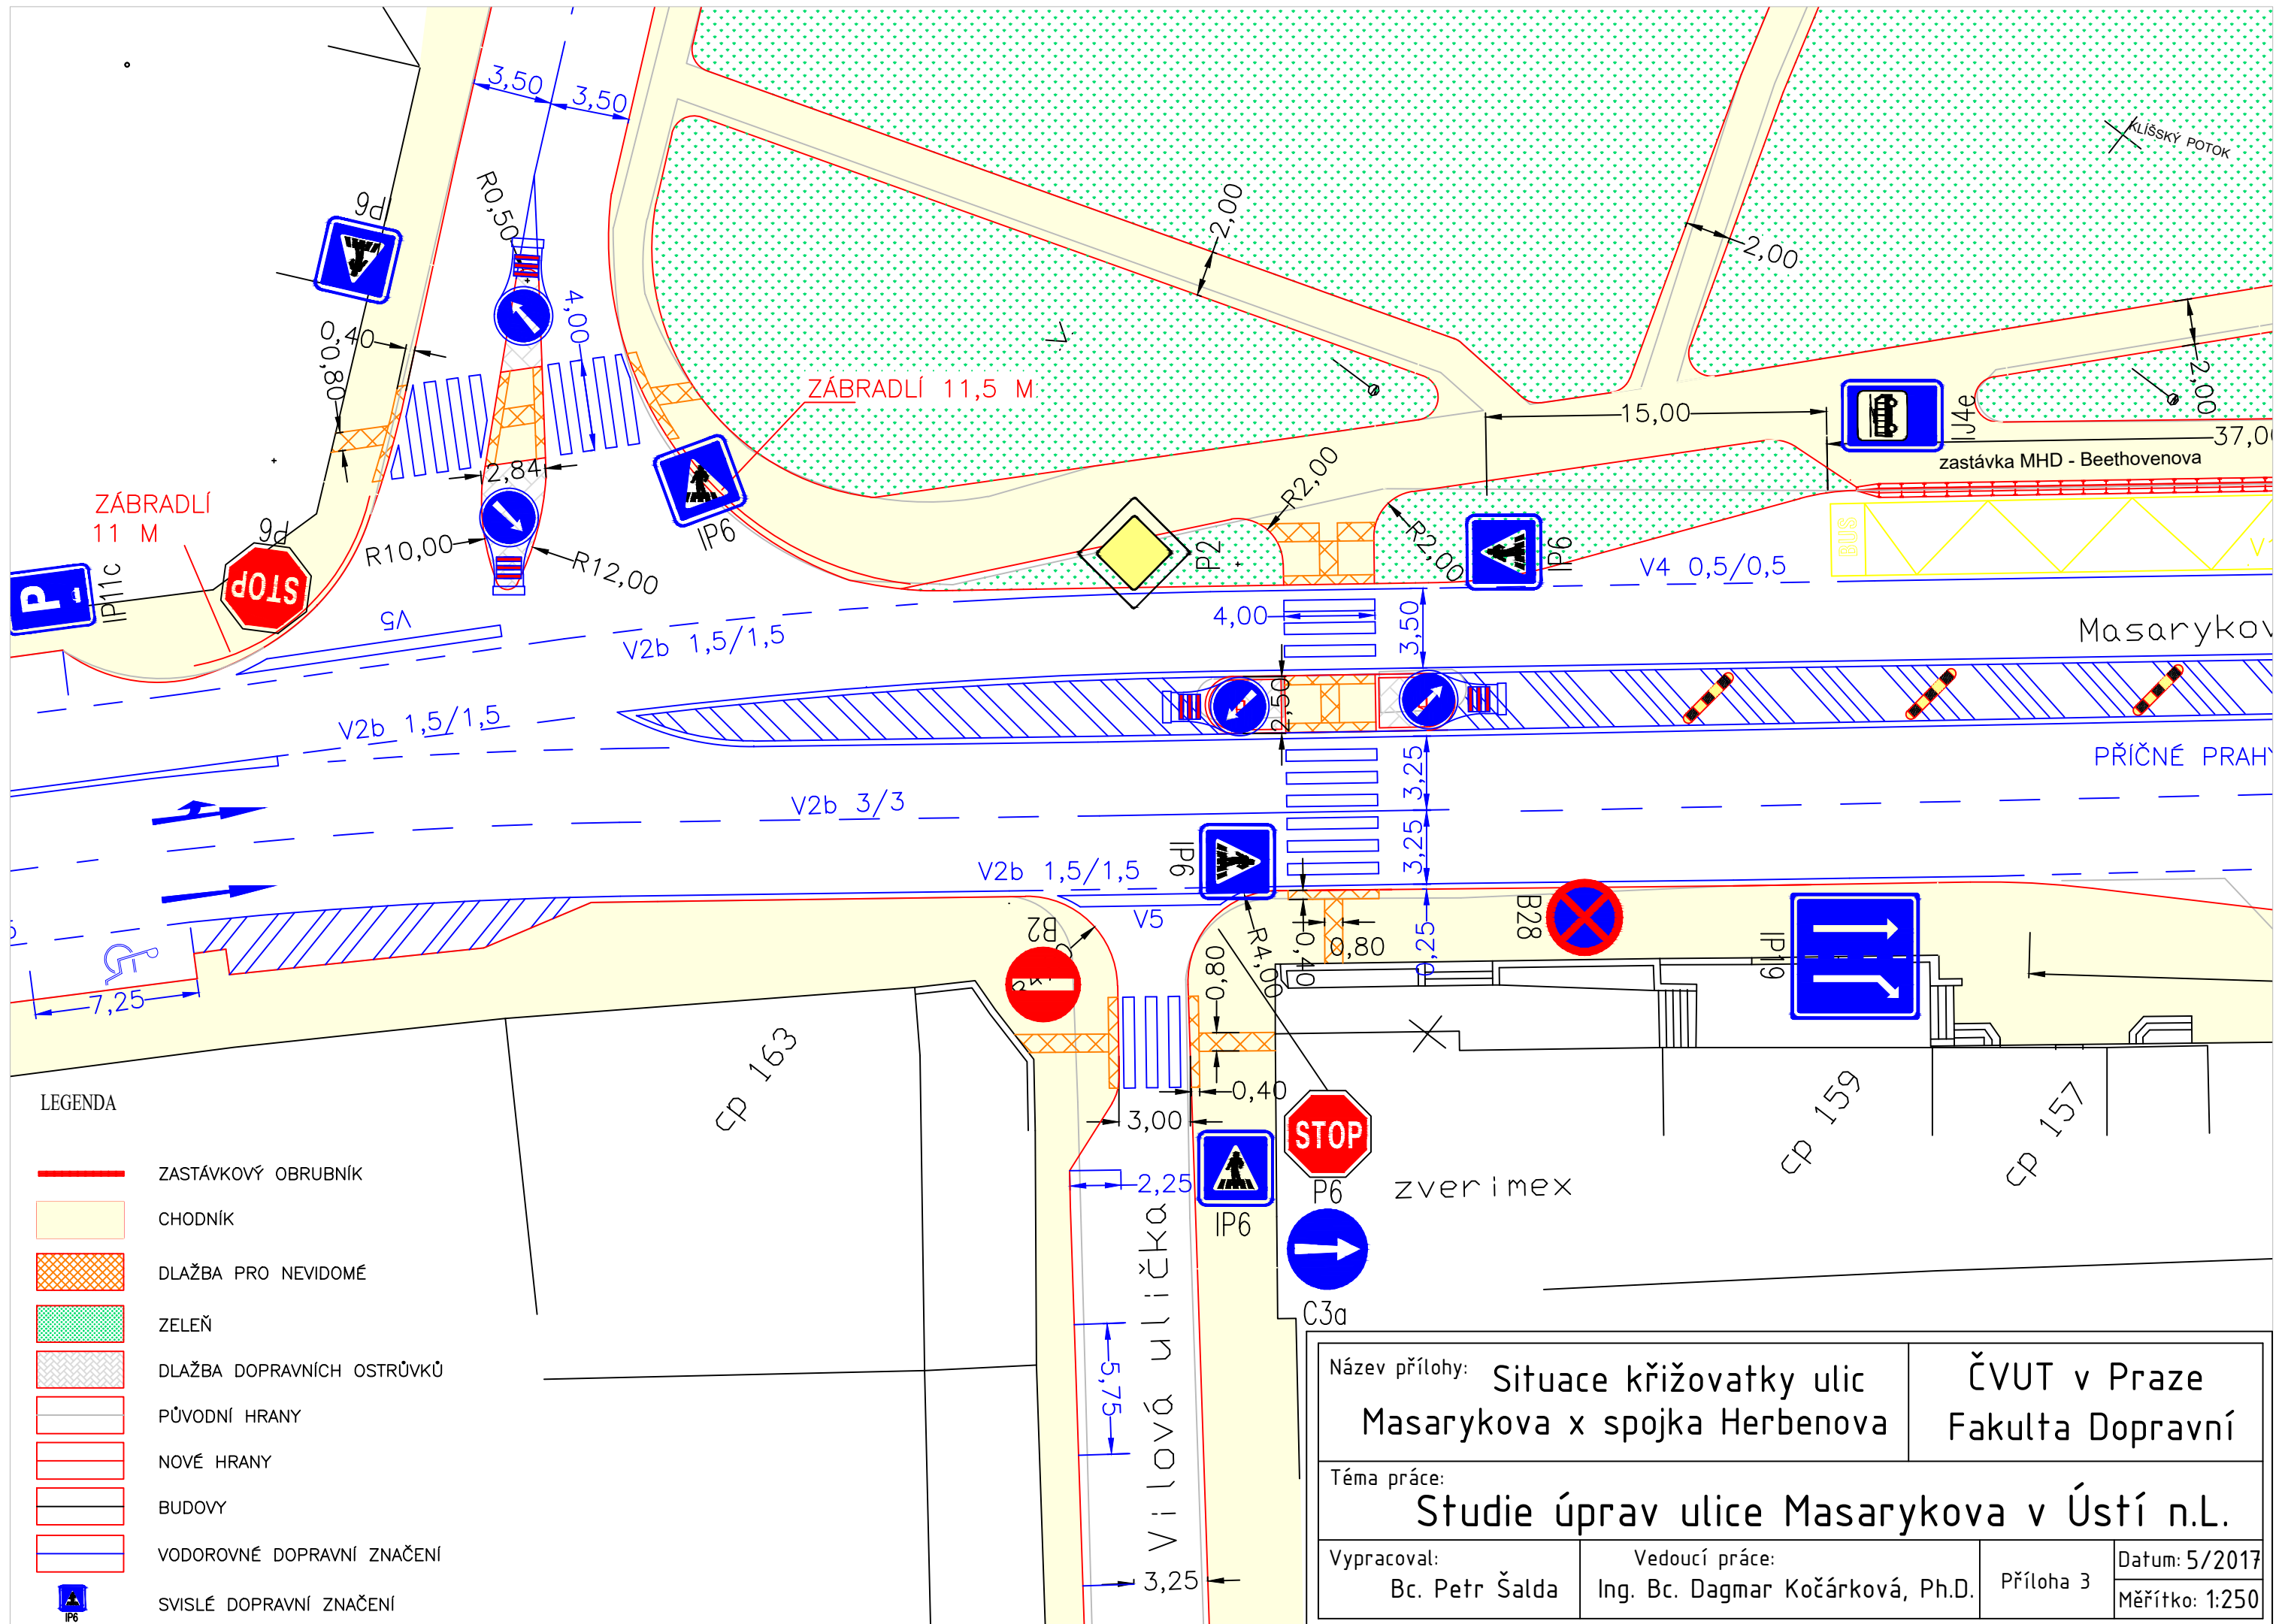 3,50
3,50
KLÍŠSKÝ POTOK
P6
R0,50
2,00
2,00
4,00
0,40
0,80
ZÁBRADLÍ 11,5 M
15,00
IJ4e
2,00
37,0
zastávka MHD - Beethovenova
2,84
ZÁBRADLÍ
11 M
P6
IP6
R2,00
R2,00
P2
IP6
R10,00
R12,00
STOP
P
IP11c
BUS
V4 0,5/0,5
V5
V2b 1,5/1,5
4,00
3,50
Masarykov
V2b 1,5/1,5
2,50
PŘÍČNÉ PRAHY
V2b 3/3
3,25
3,25
IP6
V2b 1,5/1,5
V5
B2
B28
IP19
R4,00
0,40
0,80
0,25
0,80
7,25
cp 163
0,40
3,00
STOP
P6
cp 159
cp 157
2,25
IP6
zverimex
C3a
Vilová ulička
5,75
3,25
LEGENDA
ZASTÁVKOVÝ OBRUBNÍK
CHODNÍK
DLAŽBA PRO NEVIDOMÉ
ZELEŇ
DLAŽBA DOPRAVNÍCH OSTRŮVKŮ
PŮVODNÍ HRANY
NOVÉ HRANY
BUDOVY
VODOROVNÉ DOPRAVNÍ ZNAČENÍ
IP6
SVISLÉ DOPRAVNÍ ZNAČENÍ
Název přílohy: Situace křižovatky ulic
Masarykova x spojka Herbenova
ČVUT v Praze
Fakulta Dopravní
Téma práce:
Studie úprav ulice Masarykova v Ústí n.L.
Vypracoval:
Bc. Petr Šalda
Vedoucí práce:
Ing. Bc. Dagmar Kočárková, Ph.D.
Příloha 3
Datum: 5/2017
Měřítko: 1:250